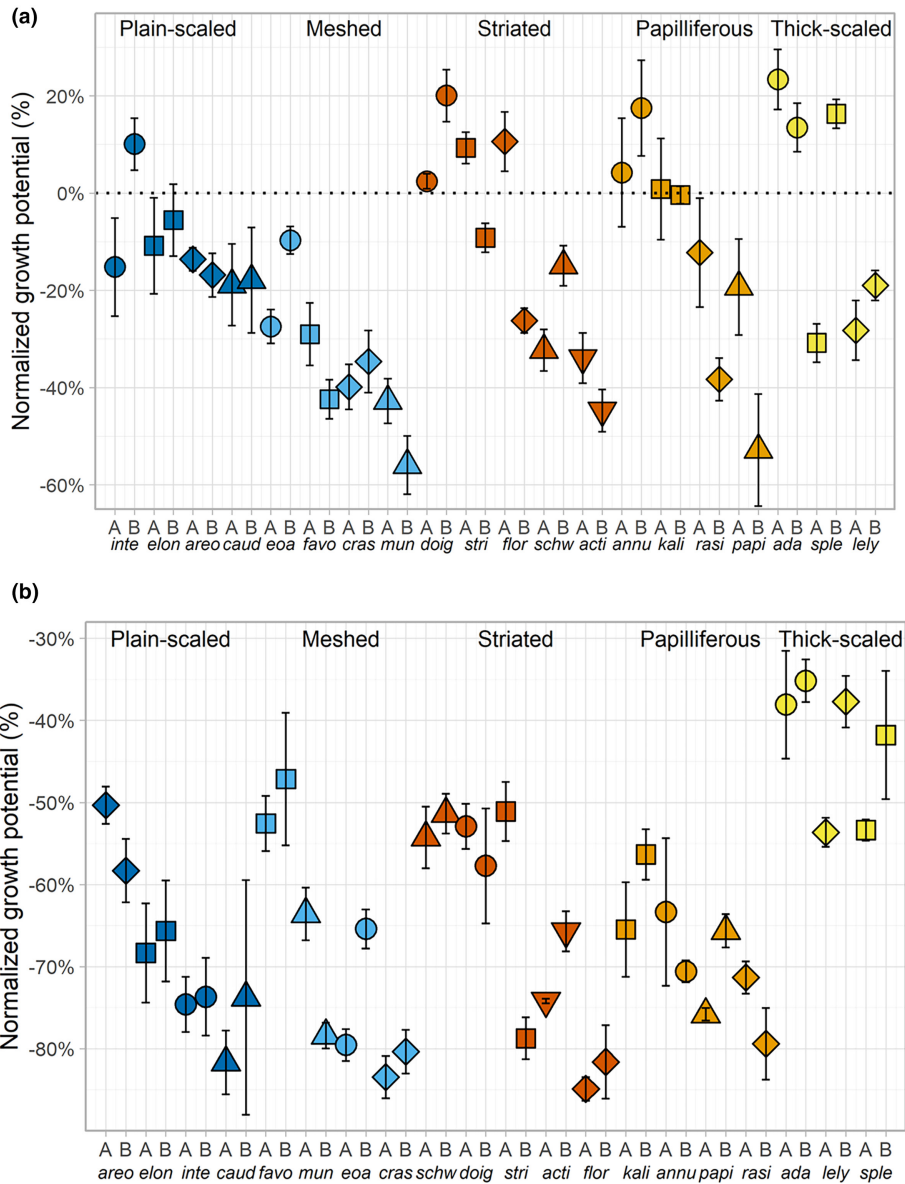 (a)
Plain-scaled Meshed Striated Papilliferous Thick-scaled
Normalized growth potential (%)
20%
0%
-20%
-40%
-60%
A B A B A B A B A B A B A B A B A B A B A B A B A B A B A B A B A B A B A B A B
inte elon areo caud eoa favo cras mun doig stri flor schw acti annu kali rasi papi ada sple lely
(b)
Plain-scaled Meshed Striated Papilliferous Thick-scaled
Normalized growth potential (%)
-30%
-40%
-50%
-60%
-70%
-80%
A B A B A B A B A B A B A B A B A B A B A B A B A B A B A B A B A B A B A B A B
areo elon inte caud favo mun eoa cras schw doig stri acti flor kali annu papi rasi ada lely sple